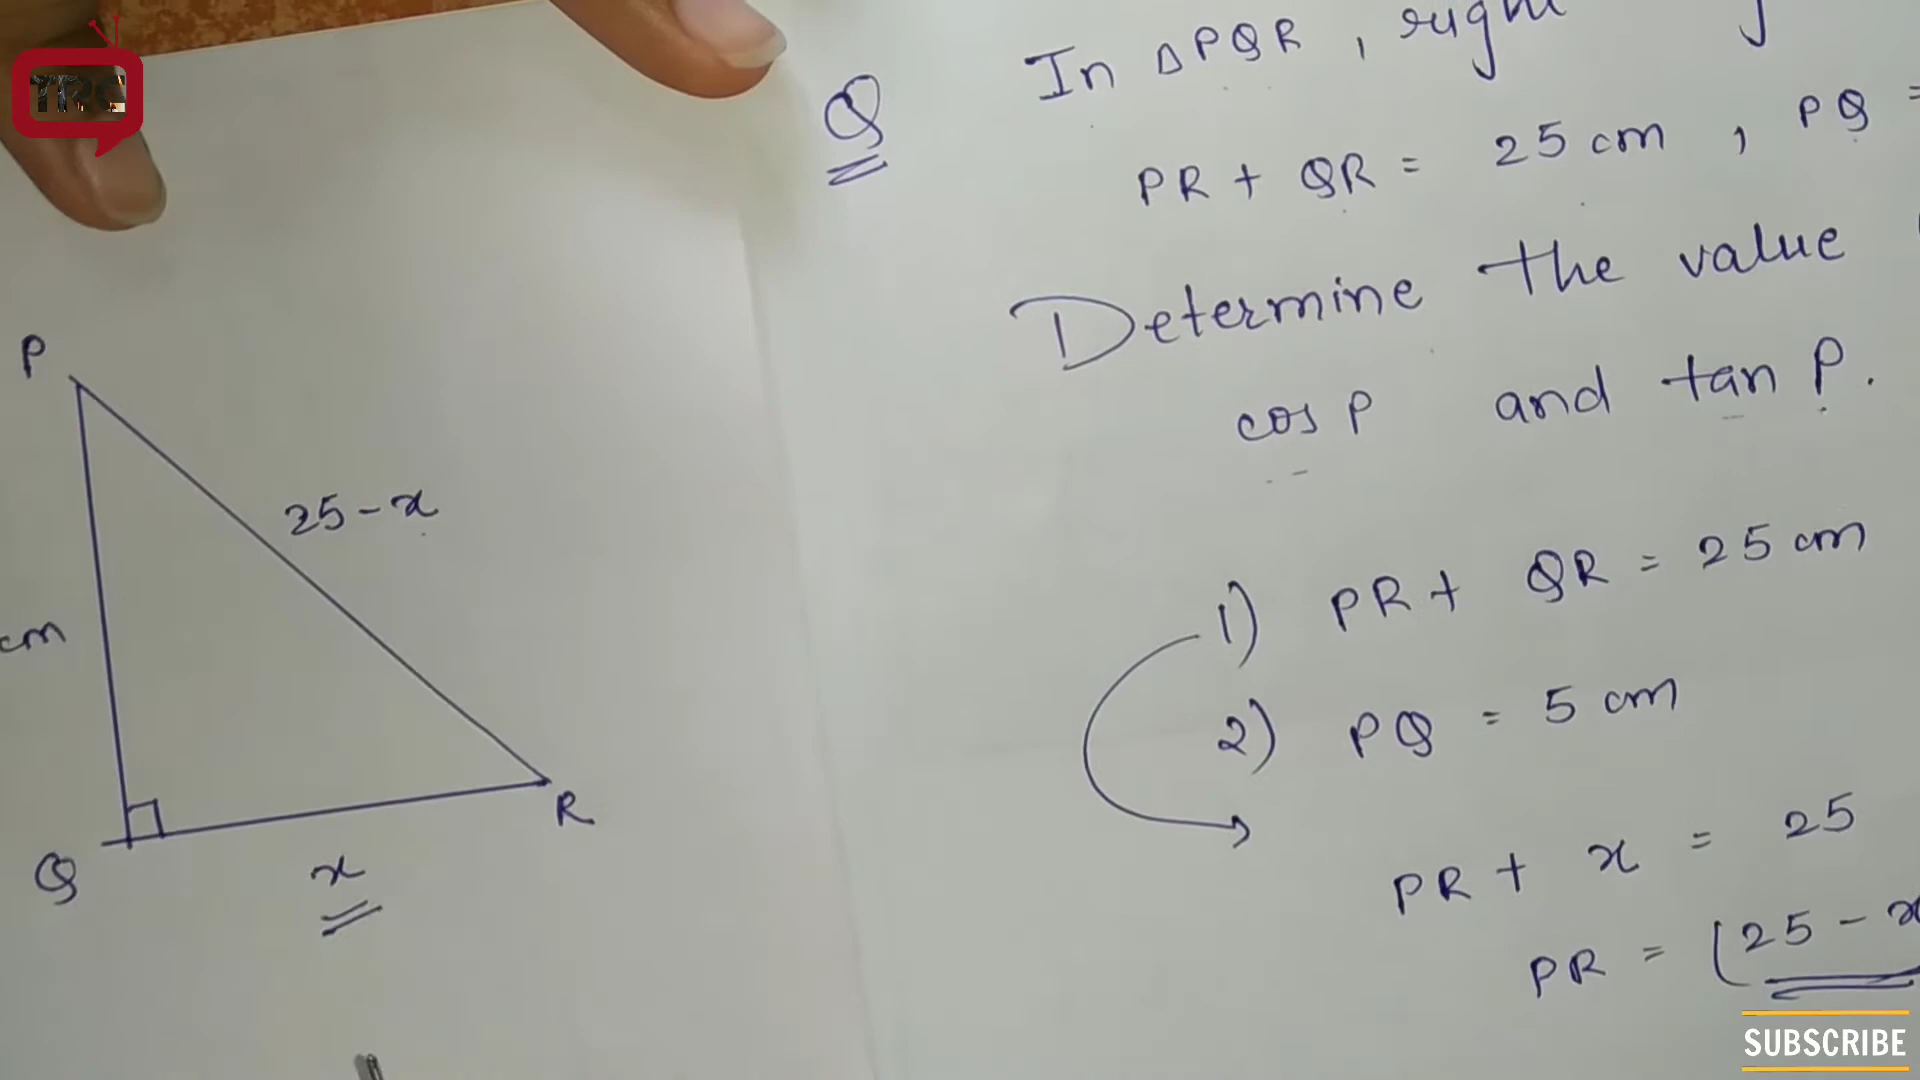 Q In ΔPQR, right
PR + QR = 25 cm, PQ =
Determine the value
cos P and tan P.
P
25-x
cm
Q
R
x
1) PR + QR = 25 cm
2) PQ = 5 cm
PR + x = 25
PR = (25 - x
SUBSCRIBE